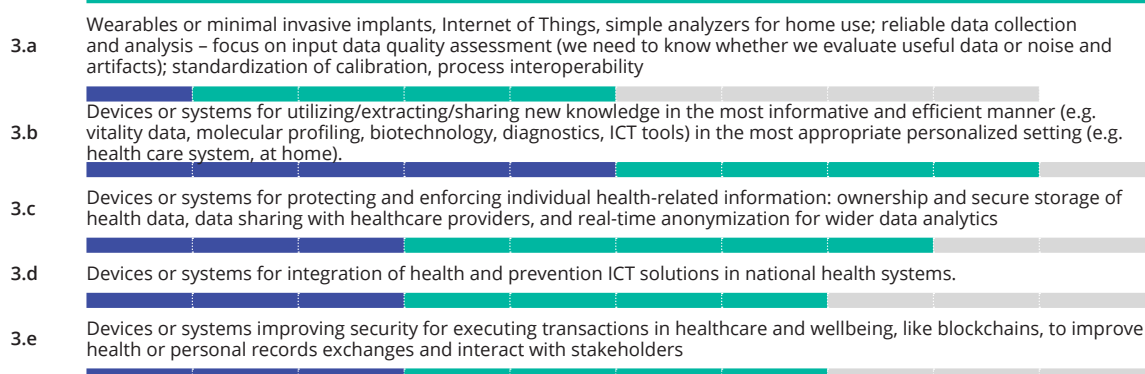 Wearables or minimal invasive implants, Internet of Things, simple analyzers for home use; reliable data collection
3.a and analysis – focus on input data quality assessment (we need to know whether we evaluate useful data or noise and
artifacts); standardization of calibration, process interoperability
Devices or systems for utilizing/extracting/sharing new knowledge in the most informative and efficient manner (e.g.
3.b vitality data, molecular profiling, biotechnology, diagnostics, ICT tools) in the most appropriate personalized setting (e.g.
health care system, at home).
3.c Devices or systems for protecting and enforcing individual health-related information: ownership and secure storage of
health data, data sharing with healthcare providers, and real-time anonymization for wider data analytics
3.d Devices or systems for integration of health and prevention ICT solutions in national health systems.
3.e Devices or systems improving security for executing transactions in healthcare and wellbeing, like blockchains, to improve
health or personal records exchanges and interact with stakeholders